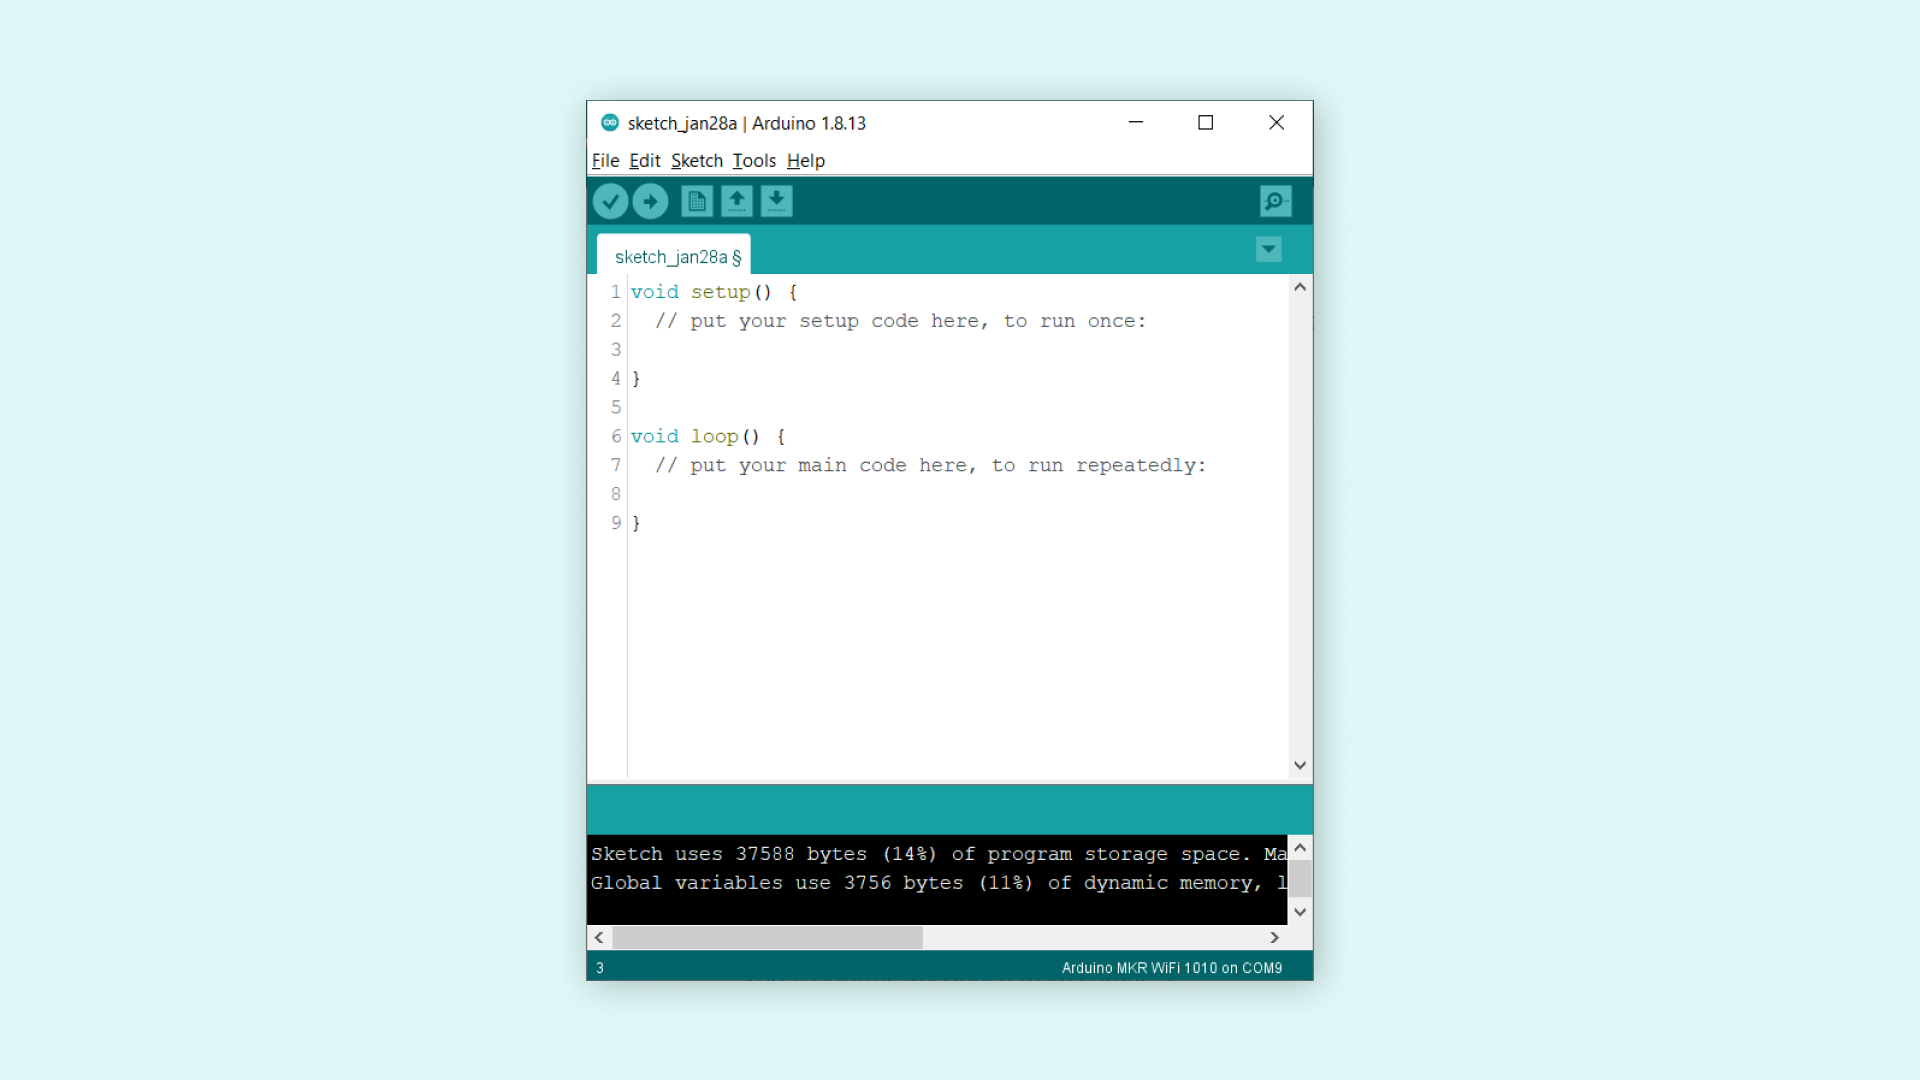 sketch_jan28a | Arduino 1.8.13
File Edit Sketch Tools Help
sketch_jan28a §
1 void setup() {
2   // put your setup code here, to run once:
3
4 }
5
6 void loop() {
7   // put your main code here, to run repeatedly:
8
9 }
Sketch uses 37588 bytes (14%) of program storage space. Ma
Global variables use 3756 bytes (11%) of dynamic memory, l
3
Arduino MKR WiFi 1010 on COM9